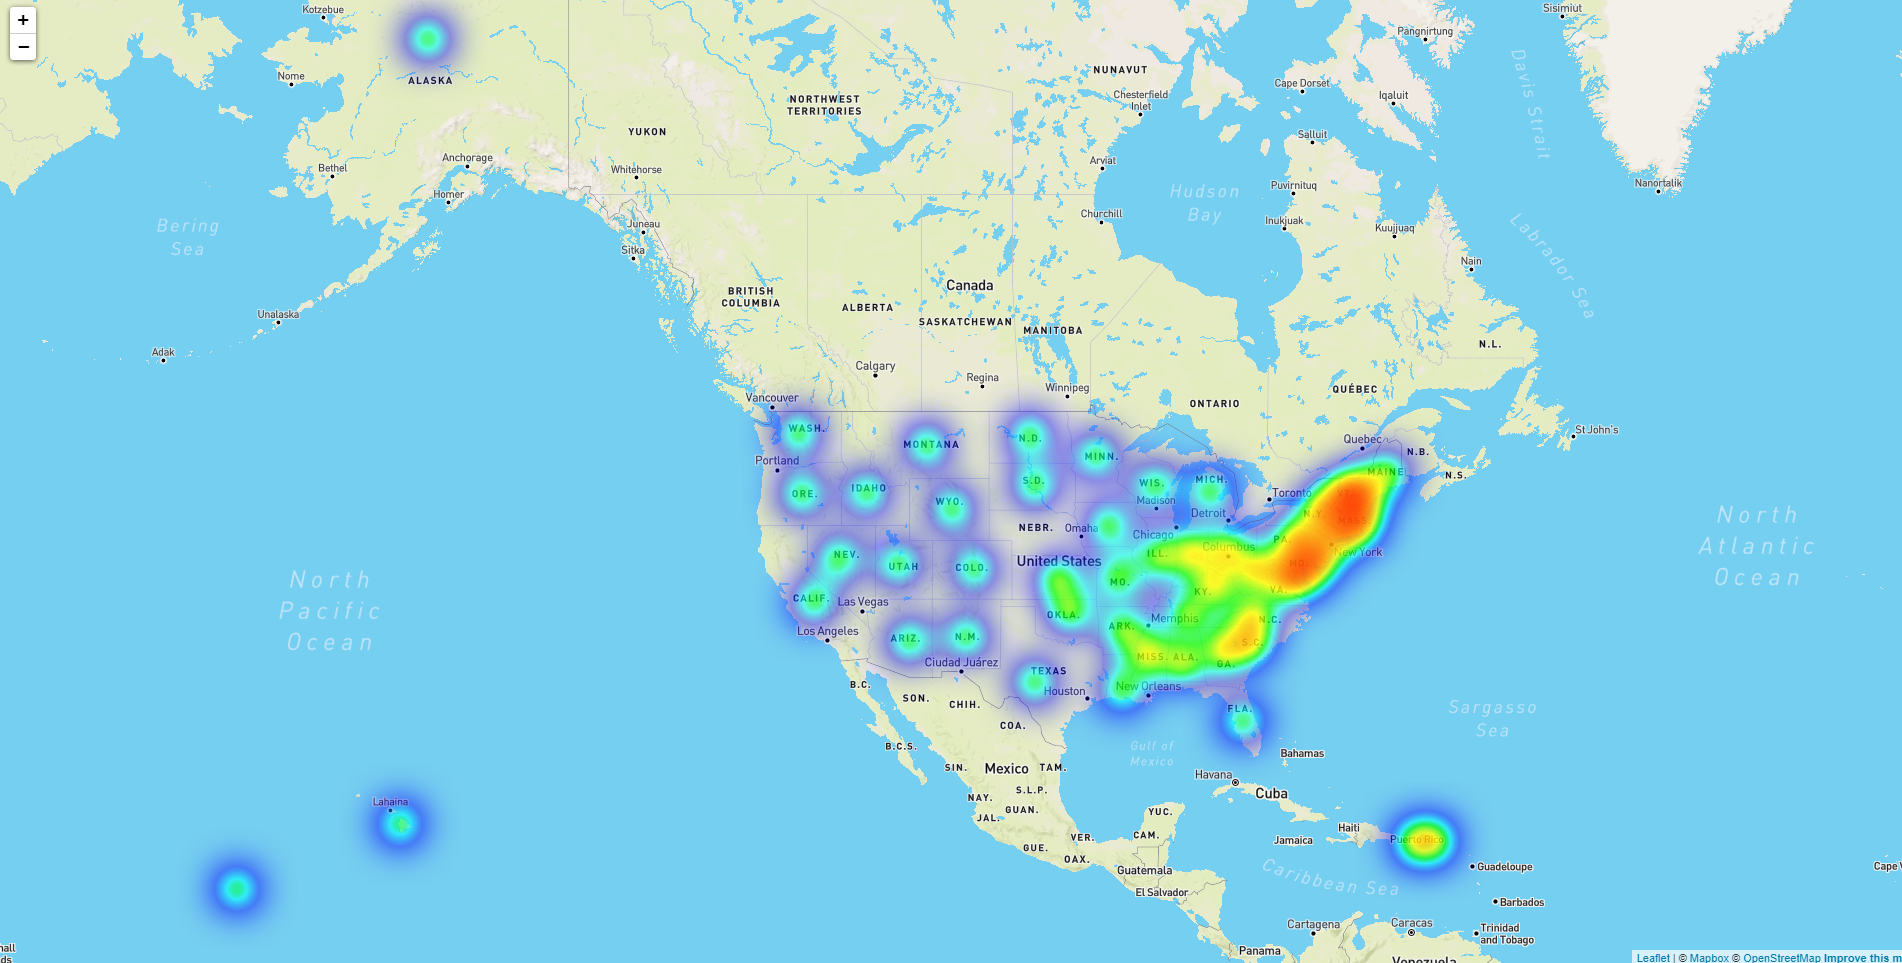 +
−
Kotzebue
Sisimiut
Pangnirtung
Nome
ALASKA
NUNAVUT
Cape Dorset
Davis Strait
NORTHWEST
TERRITORIES
Chesterfield
Inlet
Iqaluit
YUKON
Salluit
Anchorage
Bethel
Whitehorse
Arviat
Puvirnituq
Nanortalik
Homer
Hudson
Bay
Churchill
Inukjuak
Kuujjuaq
Labrador Sea
Bering
Sea
Juneau
Sitka
Nain
Canada
BRITISH
COLUMBIA
ALBERTA
SASKATCHEWAN
MANITOBA
Unalaska
Adak
N.L.
Calgary
Regina
Winnipeg
QUÉBEC
ONTARIO
Vancouver
WASH.
MONTANA
N.D.
MINN.
Quebec
N.B.
St John's
Portland
MAINE
N.S.
ORE.
IDAHO
WYO.
S.D.
WIS.
MICH.
Toronto
VT.
Madison
Detroit
N.Y.
MASS.
NEBR.
Omaha
Chicago
PA.
New York
North
Atlantic
Ocean
NEV.
UTAH
COLO.
United States
ILL.
Columbus
MD.
North
Pacific
Ocean
MO.
KY.
VA.
CALIF.
Las Vegas
OKLA.
ARK.
Memphis
N.C.
Los Angeles
ARIZ.
N.M.
S.C.
MISS.
ALA.
GA.
Ciudad Juárez
TEXAS
Houston
New Orleans
B.C.
SON.
CHIH.
FLA.
Sargasso
Sea
COA.
B.C.S.
Gulf of
Mexico
Bahamas
SIN.
Mexico
TAM.
Havana
Cuba
NAY.
S.L.P.
GUAN.
JAL.
YUC.
Lahaina
VER.
CAM.
Haiti
Jamaica
Puerto Rico
GUE.
OAX.
Guatemala
Caribbean Sea
Guadeloupe
Cape V
El Salvador
Barbados
Cartagena
Caracas
Trinidad
and Tobago
Panama
Venezuela
hall
ds
Leaflet | © Mapbox © OpenStreetMap Improve this m